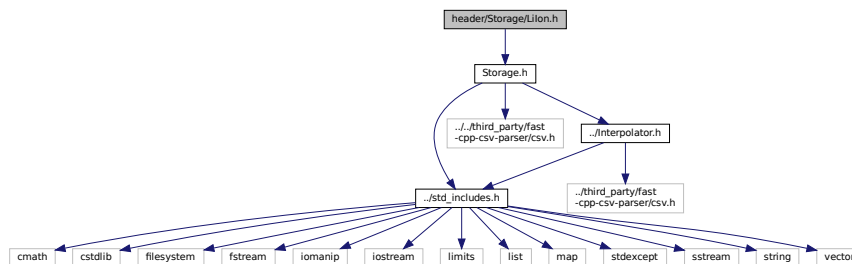 header/Storage/LiIon.h
Storage.h
../../third_party/fast
-cpp-csv-parser/csv.h
../Interpolator.h
../third_party/fast
-cpp-csv-parser/csv.h
../std_includes.h
cmath
cstdlib
filesystem
fstream
iomanip
iostream
limits
list
map
stdexcept
sstream
string
vector